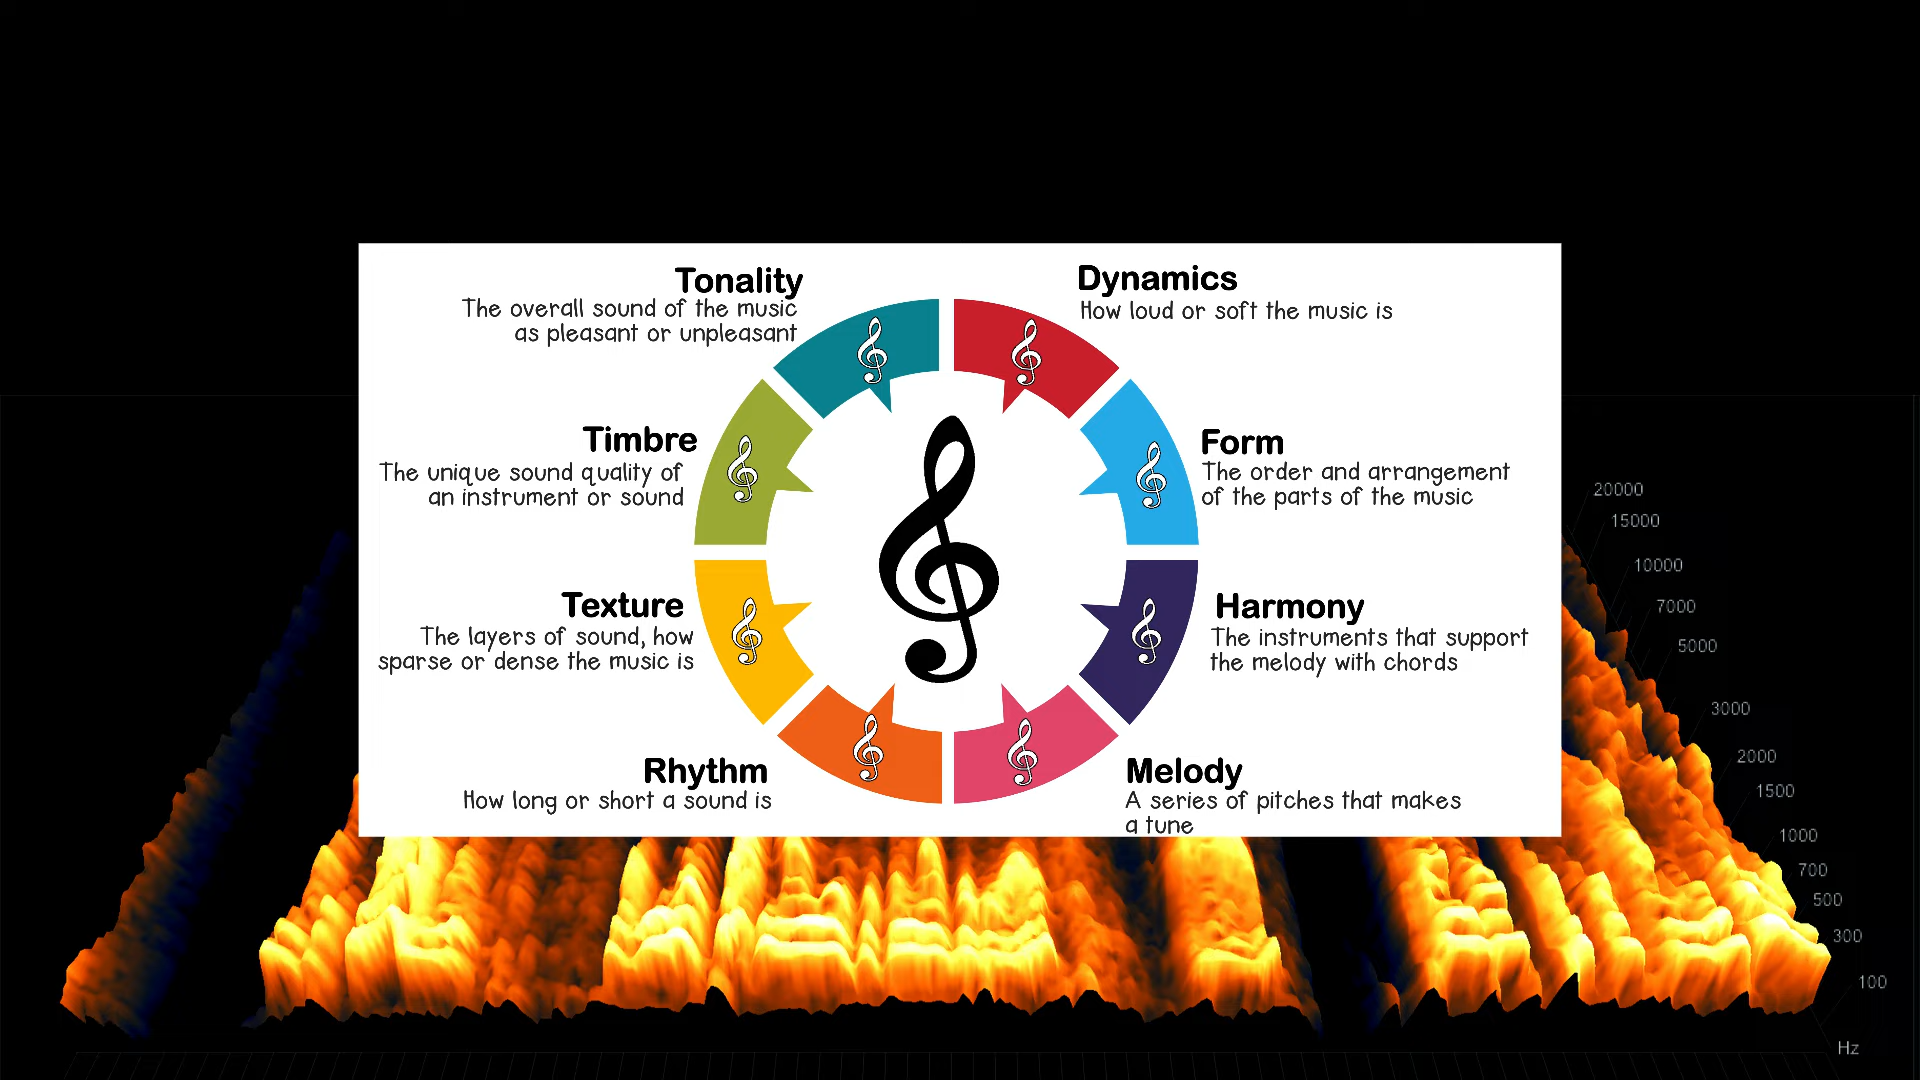 Tonality
The overall sound of the music
as pleasant or unpleasant
Dynamics
How loud or soft the music is
Timbre
The unique sound quality of
an instrument or sound
Form
The order and arrangement
of the parts of the music
Texture
The layers of sound, how
sparse or dense the music is
Harmony
The instruments that support
the melody with chords
Rhythm
How long or short a sound is
Melody
A series of pitches that makes
a tune
20000
15000
10000
7000
5000
3000
2000
1500
1000
700
500
300
100
Hz